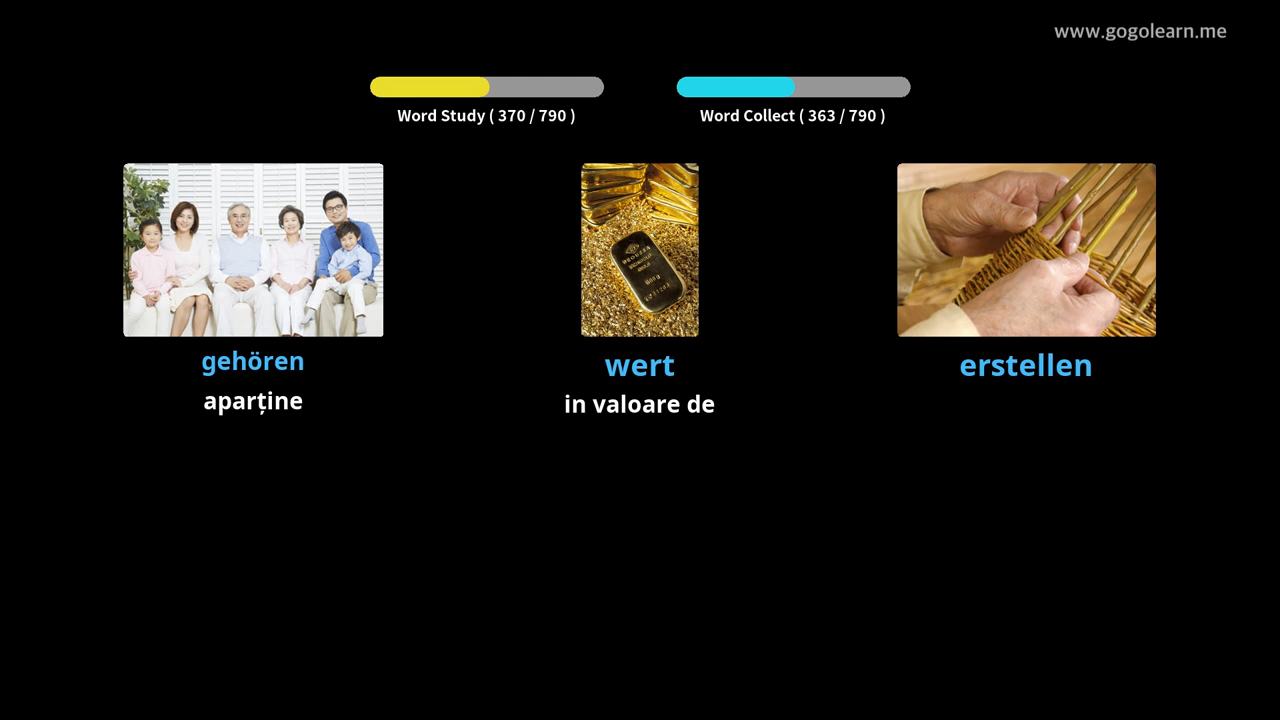 www.gogolearn.me
Word Study ( 370 / 790 )
Word Collect ( 363 / 790 )
gehören
wert
erstellen
aparține
in valoare de